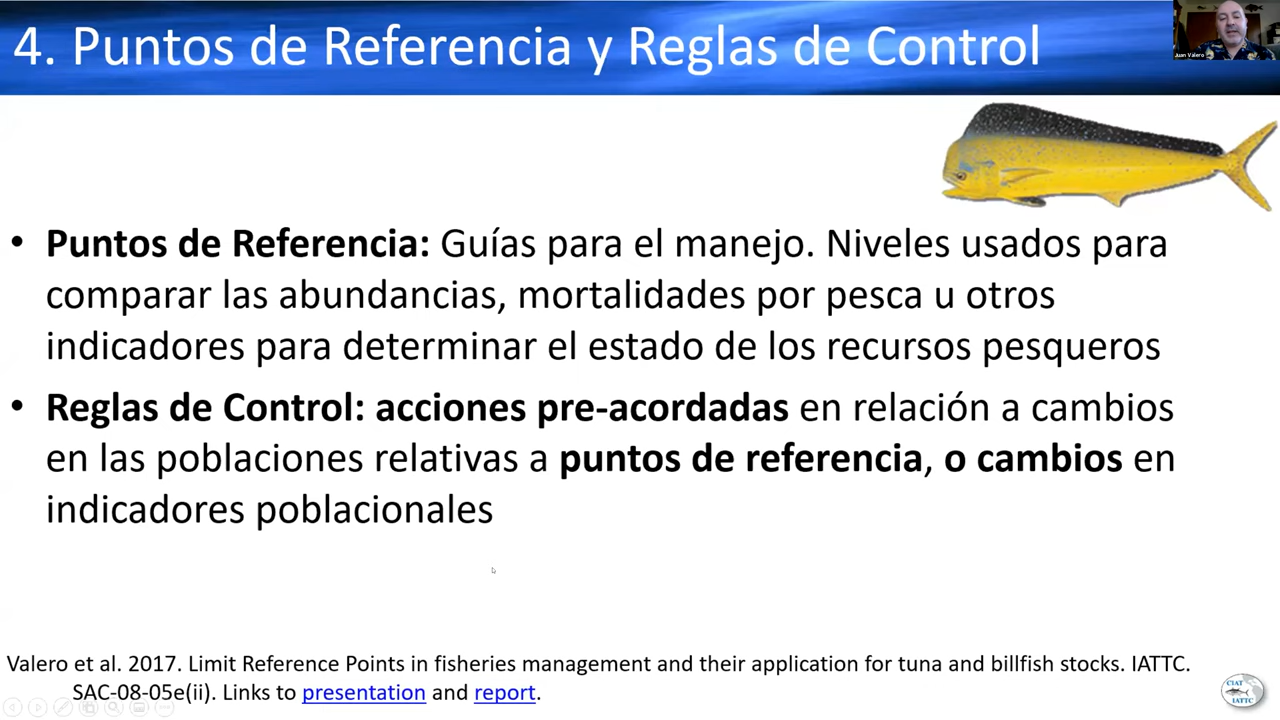 4. Puntos de Referencia y Reglas de Control
Juan Valero
• Puntos de Referencia: Guías para el manejo. Niveles usados para
comparar las abundancias, mortalidades por pesca u otros
indicadores para determinar el estado de los recursos pesqueros
• Reglas de Control: acciones pre-acordadas en relación a cambios
en las poblaciones relativas a puntos de referencia, o cambios en
indicadores poblacionales
Valero et al. 2017. Limit Reference Points in fisheries management and their application for tuna and billfish stocks. IATTC.
SAC-08-05e(ii). Links to presentation and report.
CIAT
IATTC